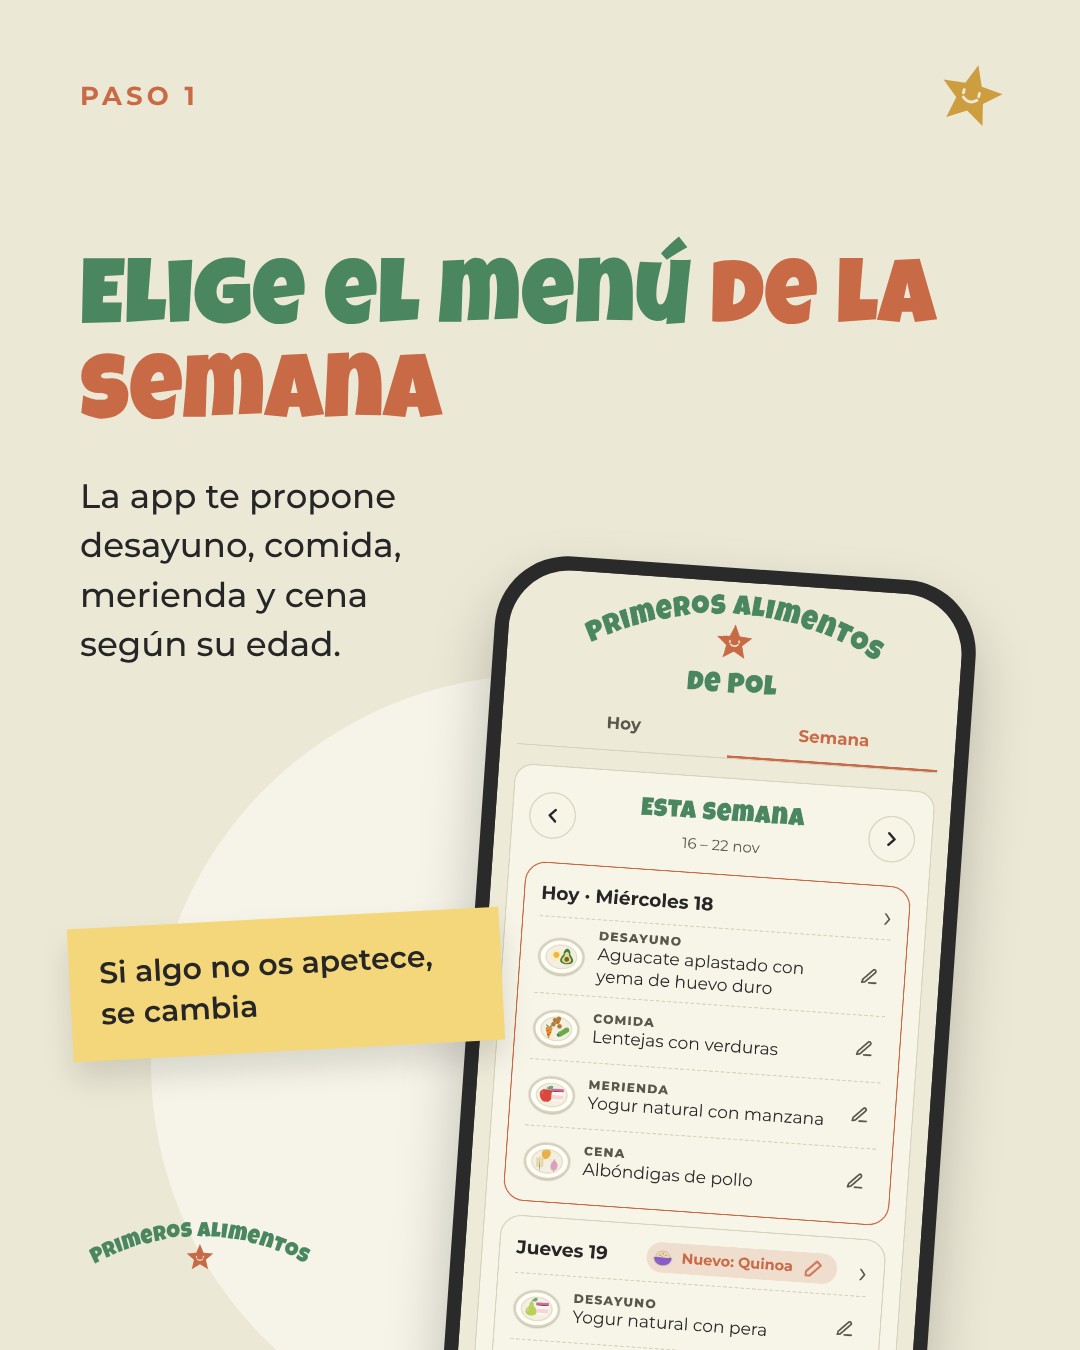 PASO 1
ELIGE EL MENÚ DE LA
SEMANA
La app te propone
desayuno, comida,
merienda y cena
según su edad.
PRIMEROS ALIMENTOS
DE POL
Hoy
Semana
ESTA SEMANA
16 – 22 nov
Hoy · Miércoles 18
DESAYUNO
Aguacate aplastado con
yema de huevo duro
COMIDA
Lentejas con verduras
MERIENDA
Yogur natural con manzana
CENA
Albóndigas de pollo
Jueves 19
Nuevo: Quinoa
DESAYUNO
Yogur natural con pera
Si algo no os apetece,
se cambia
PRIMEROS ALIMENTOS